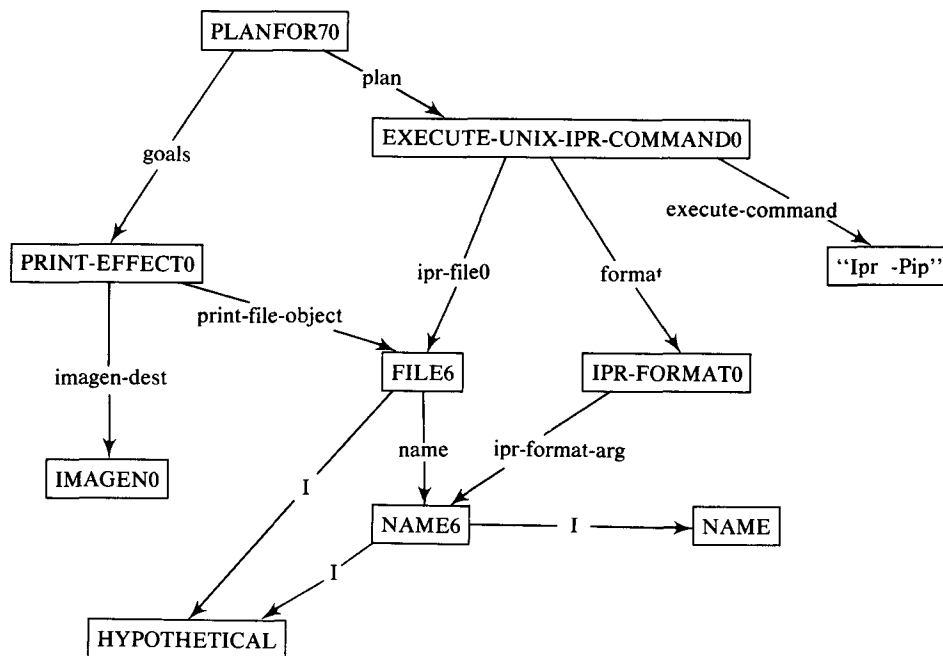 PLANFOR70
plan
EXECUTE-UNIX-IPR-COMMAND0
goals
execute-command
PRINT-EFFECT0
ipr-file0
format
“Ipr -Pip”
print-file-object
imagen-dest
FILE6
IPR-FORMAT0
name
ipr-format-arg
IMAGEN0
I
NAME6
I
NAME
I
HYPOTHETICAL